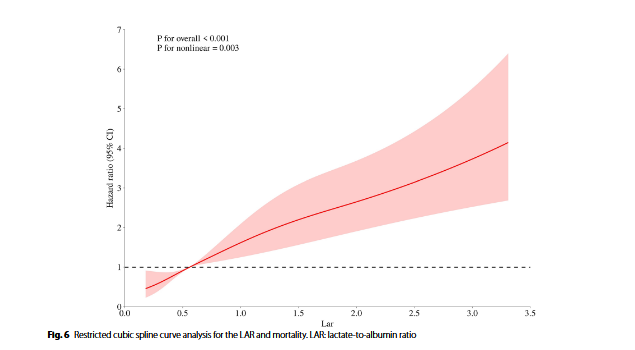 7
P for overall < 0.001
P for nonlinear = 0.003
6
5
4
3
2
1
0
Hazard ratio (95% CI)
0.0 0.5 1.0 1.5 2.0 2.5 3.0 3.5
Lar
Fig. 6 Restricted cubic spline curve analysis for the LAR and mortality. LAR: lactate-to-albumin ratio